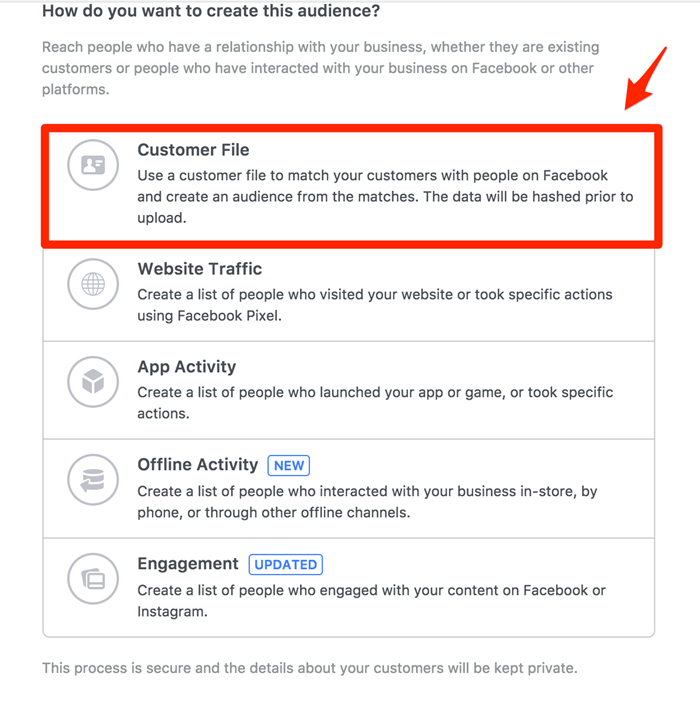 How do you want to create this audience?
Reach people who have a relationship with your business, whether they are existing
customers or people who have interacted with your business on Facebook or other
platforms.
Customer File
Use a customer file to match your customers with people on Facebook
and create an audience from the matches. The data will be hashed prior to
upload.
Website Traffic
Create a list of people who visited your website or took specific actions
using Facebook Pixel.
App Activity
Create a list of people who launched your app or game, or took specific
actions.
Offline Activity NEW
Create a list of people who interacted with your business in-store, by
phone, or through other offline channels.
Engagement UPDATED
Create a list of people who engaged with your content on Facebook or
Instagram.
This process is secure and the details about your customers will be kept private.